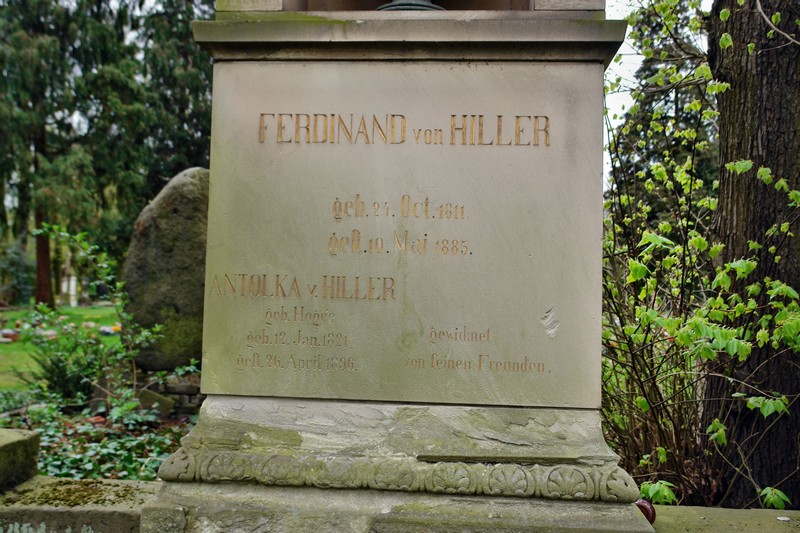 FERDINAND von HILLER
geb. 24. Oct. 1811.
gest. 10. Mai 1885.
ANTOLKA v. HILLER
geb. Hogé
geb. 12. Jan. 1821.
gest. 26. April 1896.
gewidmet
von seinen Freunden.